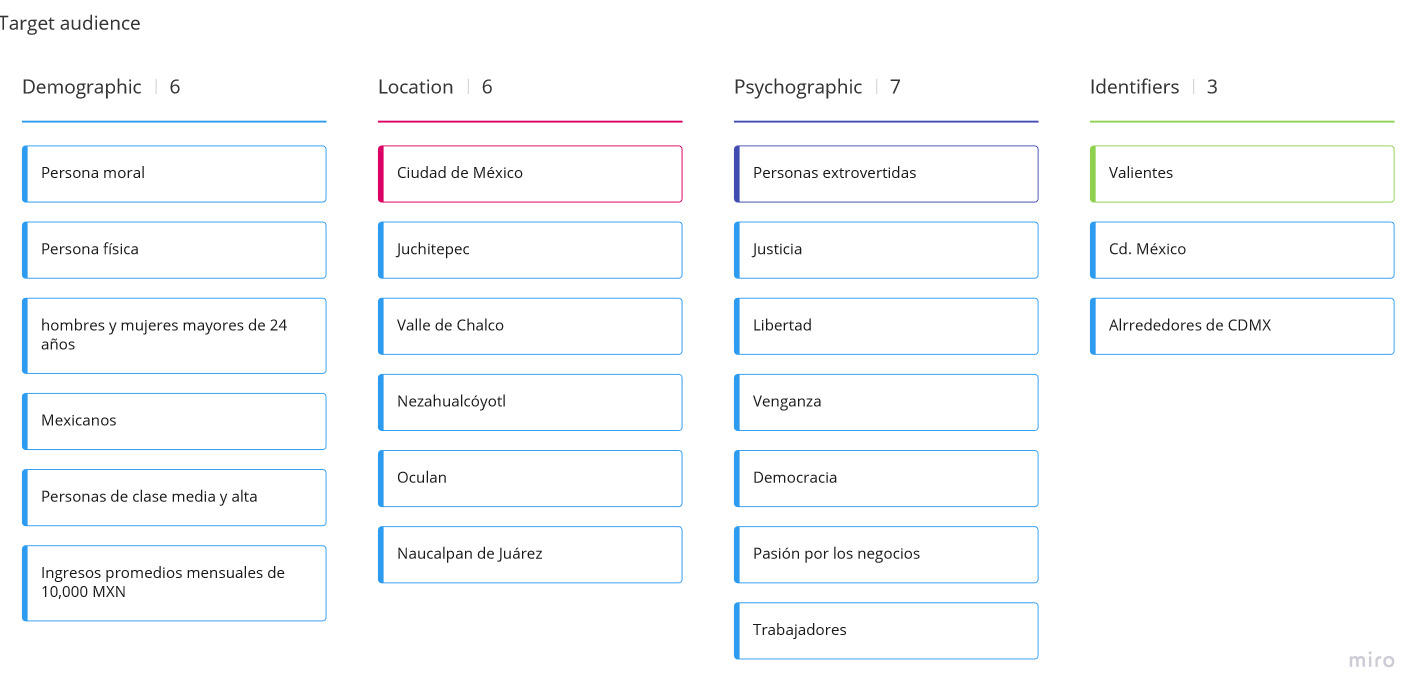 Target audience
Demographic 6
Persona moral
Persona física
hombres y mujeres mayores de 24
años
Mexicanos
Personas de clase media y alta
Ingresos promedios mensuales de
10,000 MXN
Location 6
Ciudad de México
Juchitepec
Valle de Chalco
Nezahualcóyotl
Oculan
Naucalpan de Juárez
Psychographic 7
Personas extrovertidas
Justicia
Libertad
Venganza
Democracia
Pasión por los negocios
Trabajadores
Identifiers 3
Valientes
Cd. México
Alrrededores de CDMX
miro